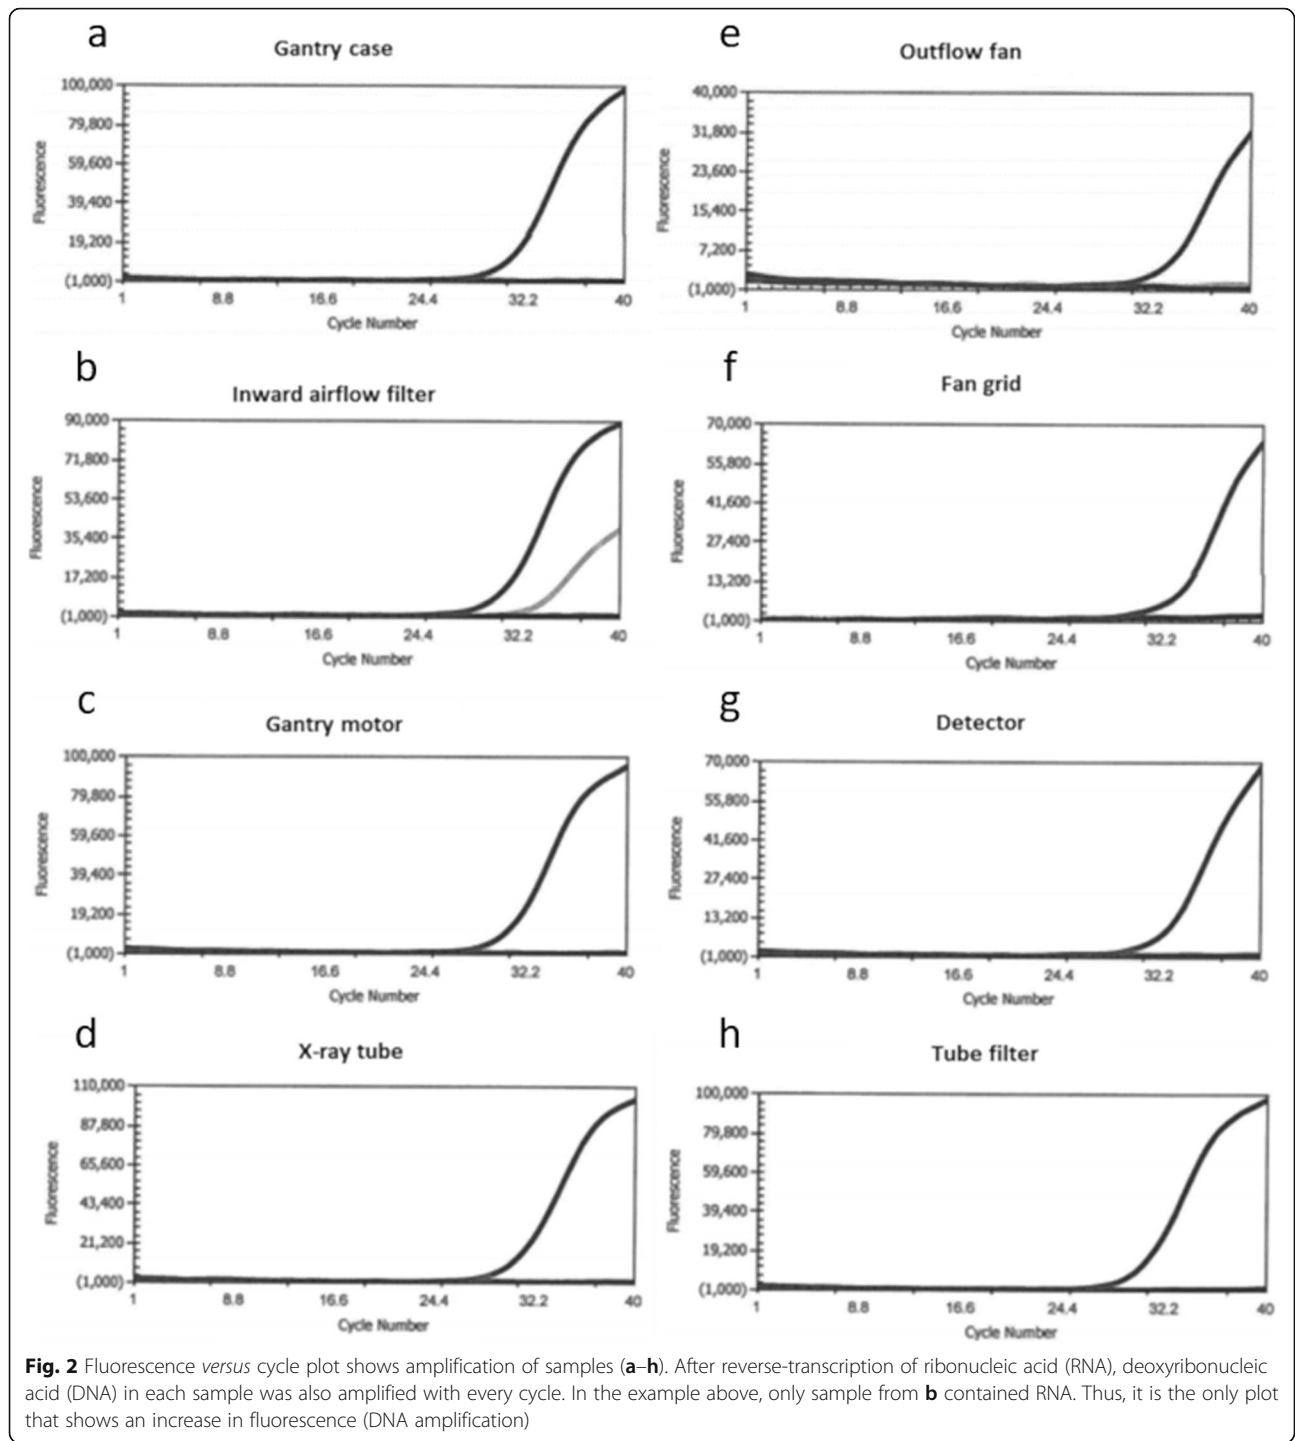 a
Gantry case
100,000
79,800
59,600
39,400
19,200
(1,000)
Fluorescence
1 8.8 16.6 24.4 32.2 40
Cycle Number
b
Inward airflow filter
90,000
71,800
53,600
35,400
17,200
(1,000)
Fluorescence
1 8.8 16.6 24.4 32.2 40
Cycle Number
c
Gantry motor
100,000
79,800
59,600
39,400
19,200
(1,000)
Fluorescence
1 8.8 16.6 24.4 32.2 40
Cycle Number
d
X-ray tube
110,000
87,800
65,600
43,400
21,200
(1,000)
Fluorescence
1 8.8 16.6 24.4 32.2 40
Cycle Number
e
Outflow fan
40,000
31,800
23,600
15,400
7,200
(1,000)
Fluorescence
1 8.8 16.6 24.4 32.2 40
Cycle Number
f
Fan grid
70,000
55,800
41,600
27,400
13,200
(1,000)
Fluorescence
1 8.8 16.6 24.4 32.2 40
Cycle Number
g
Detector
70,000
55,800
41,600
27,400
13,200
(1,000)
Fluorescence
1 8.8 16.6 24.4 32.2 40
Cycle Number
h
Tube filter
100,000
79,800
59,600
39,400
19,200
(1,000)
Fluorescence
1 8.8 16.6 24.4 32.2 40
Cycle Number
Fig. 2 Fluorescence versus cycle plot shows amplification of samples (a–h). After reverse-transcription of ribonucleic acid (RNA), deoxyribonucleic
acid (DNA) in each sample was also amplified with every cycle. In the example above, only sample from b contained RNA. Thus, it is the only plot
that shows an increase in fluorescence (DNA amplification)